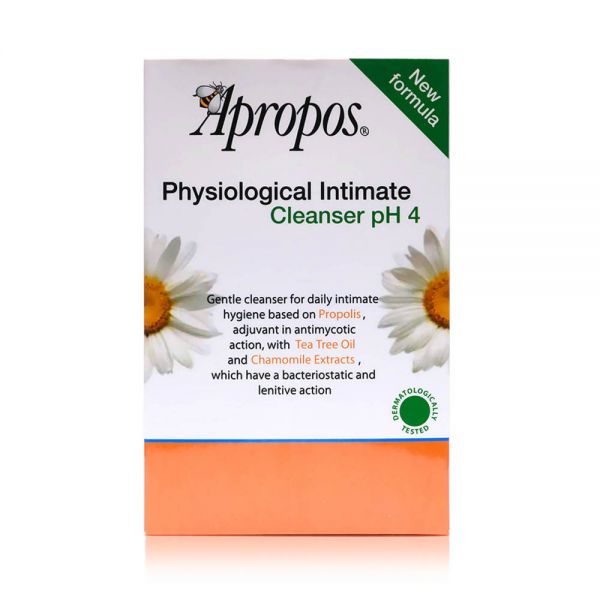 New
formula
Apropos®
Physiological Intimate
Cleanser pH 4
Gentle cleanser for daily intimate
hygiene based on Propolis ,
adjuvant in antimycotic
action, with Tea Tree Oil
and Chamomile Extracts ,
which have a bacteriostatic and
lenitive action
DERMATOLOGICALLY
TESTED